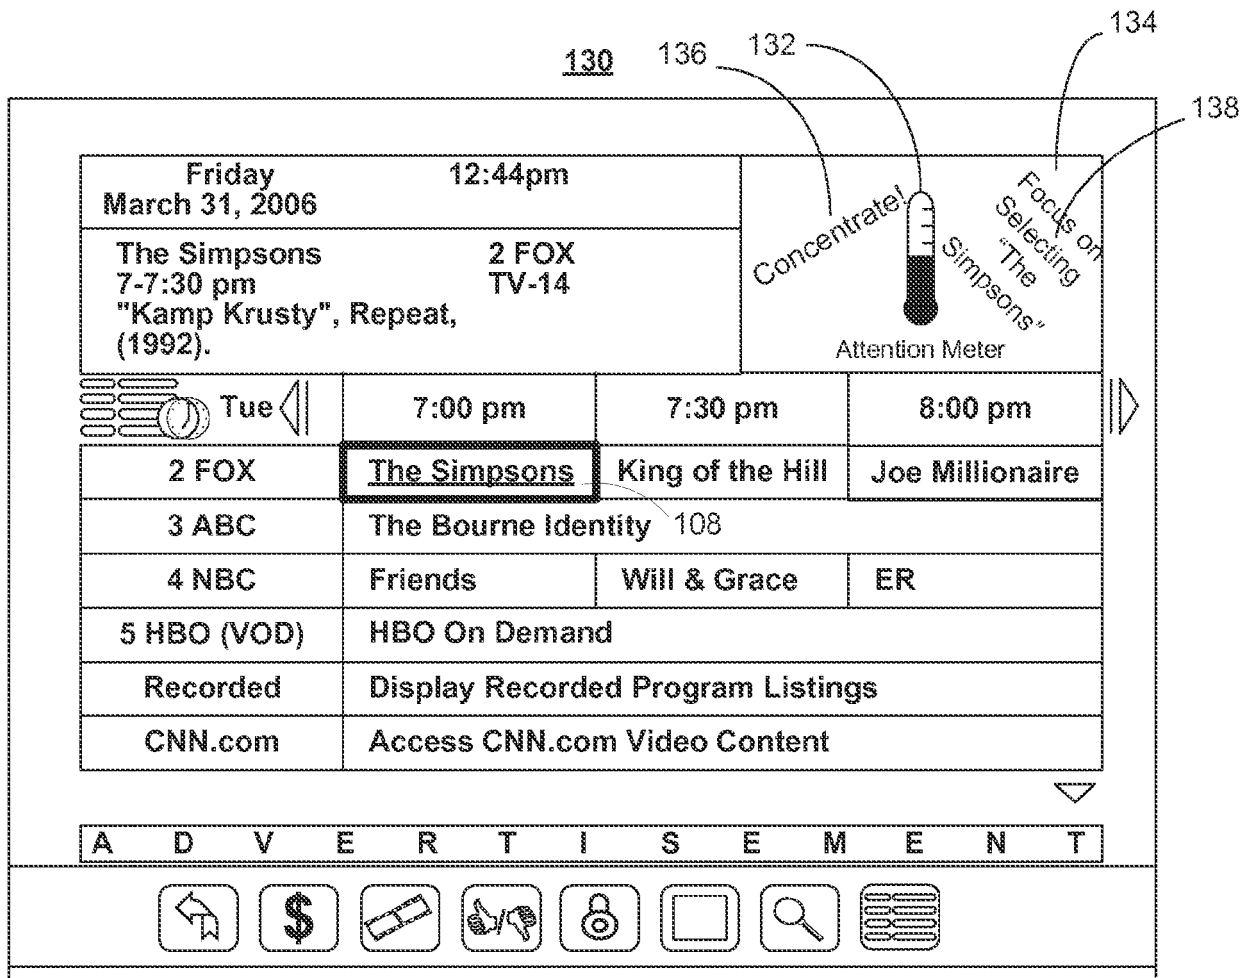 134
130
136
132
138
Friday 12:44pm
March 31, 2006
The Simpsons 2 FOX
7-7:30 pm TV-14
"Kamp Krusty", Repeat,
(1992).
Concentrate!
Focus on
Selecting
"The
Simpsons"
Attention Meter
Tue 7:00 pm 7:30 pm 8:00 pm
2 FOX The Simpsons King of the Hill Joe Millionaire
3 ABC The Bourne Identity 108
4 NBC Friends Will & Grace ER
5 HBO (VOD) HBO On Demand
Recorded Display Recorded Program Listings
CNN.com Access CNN.com Video Content
A D V E R T I S E M E N T
$